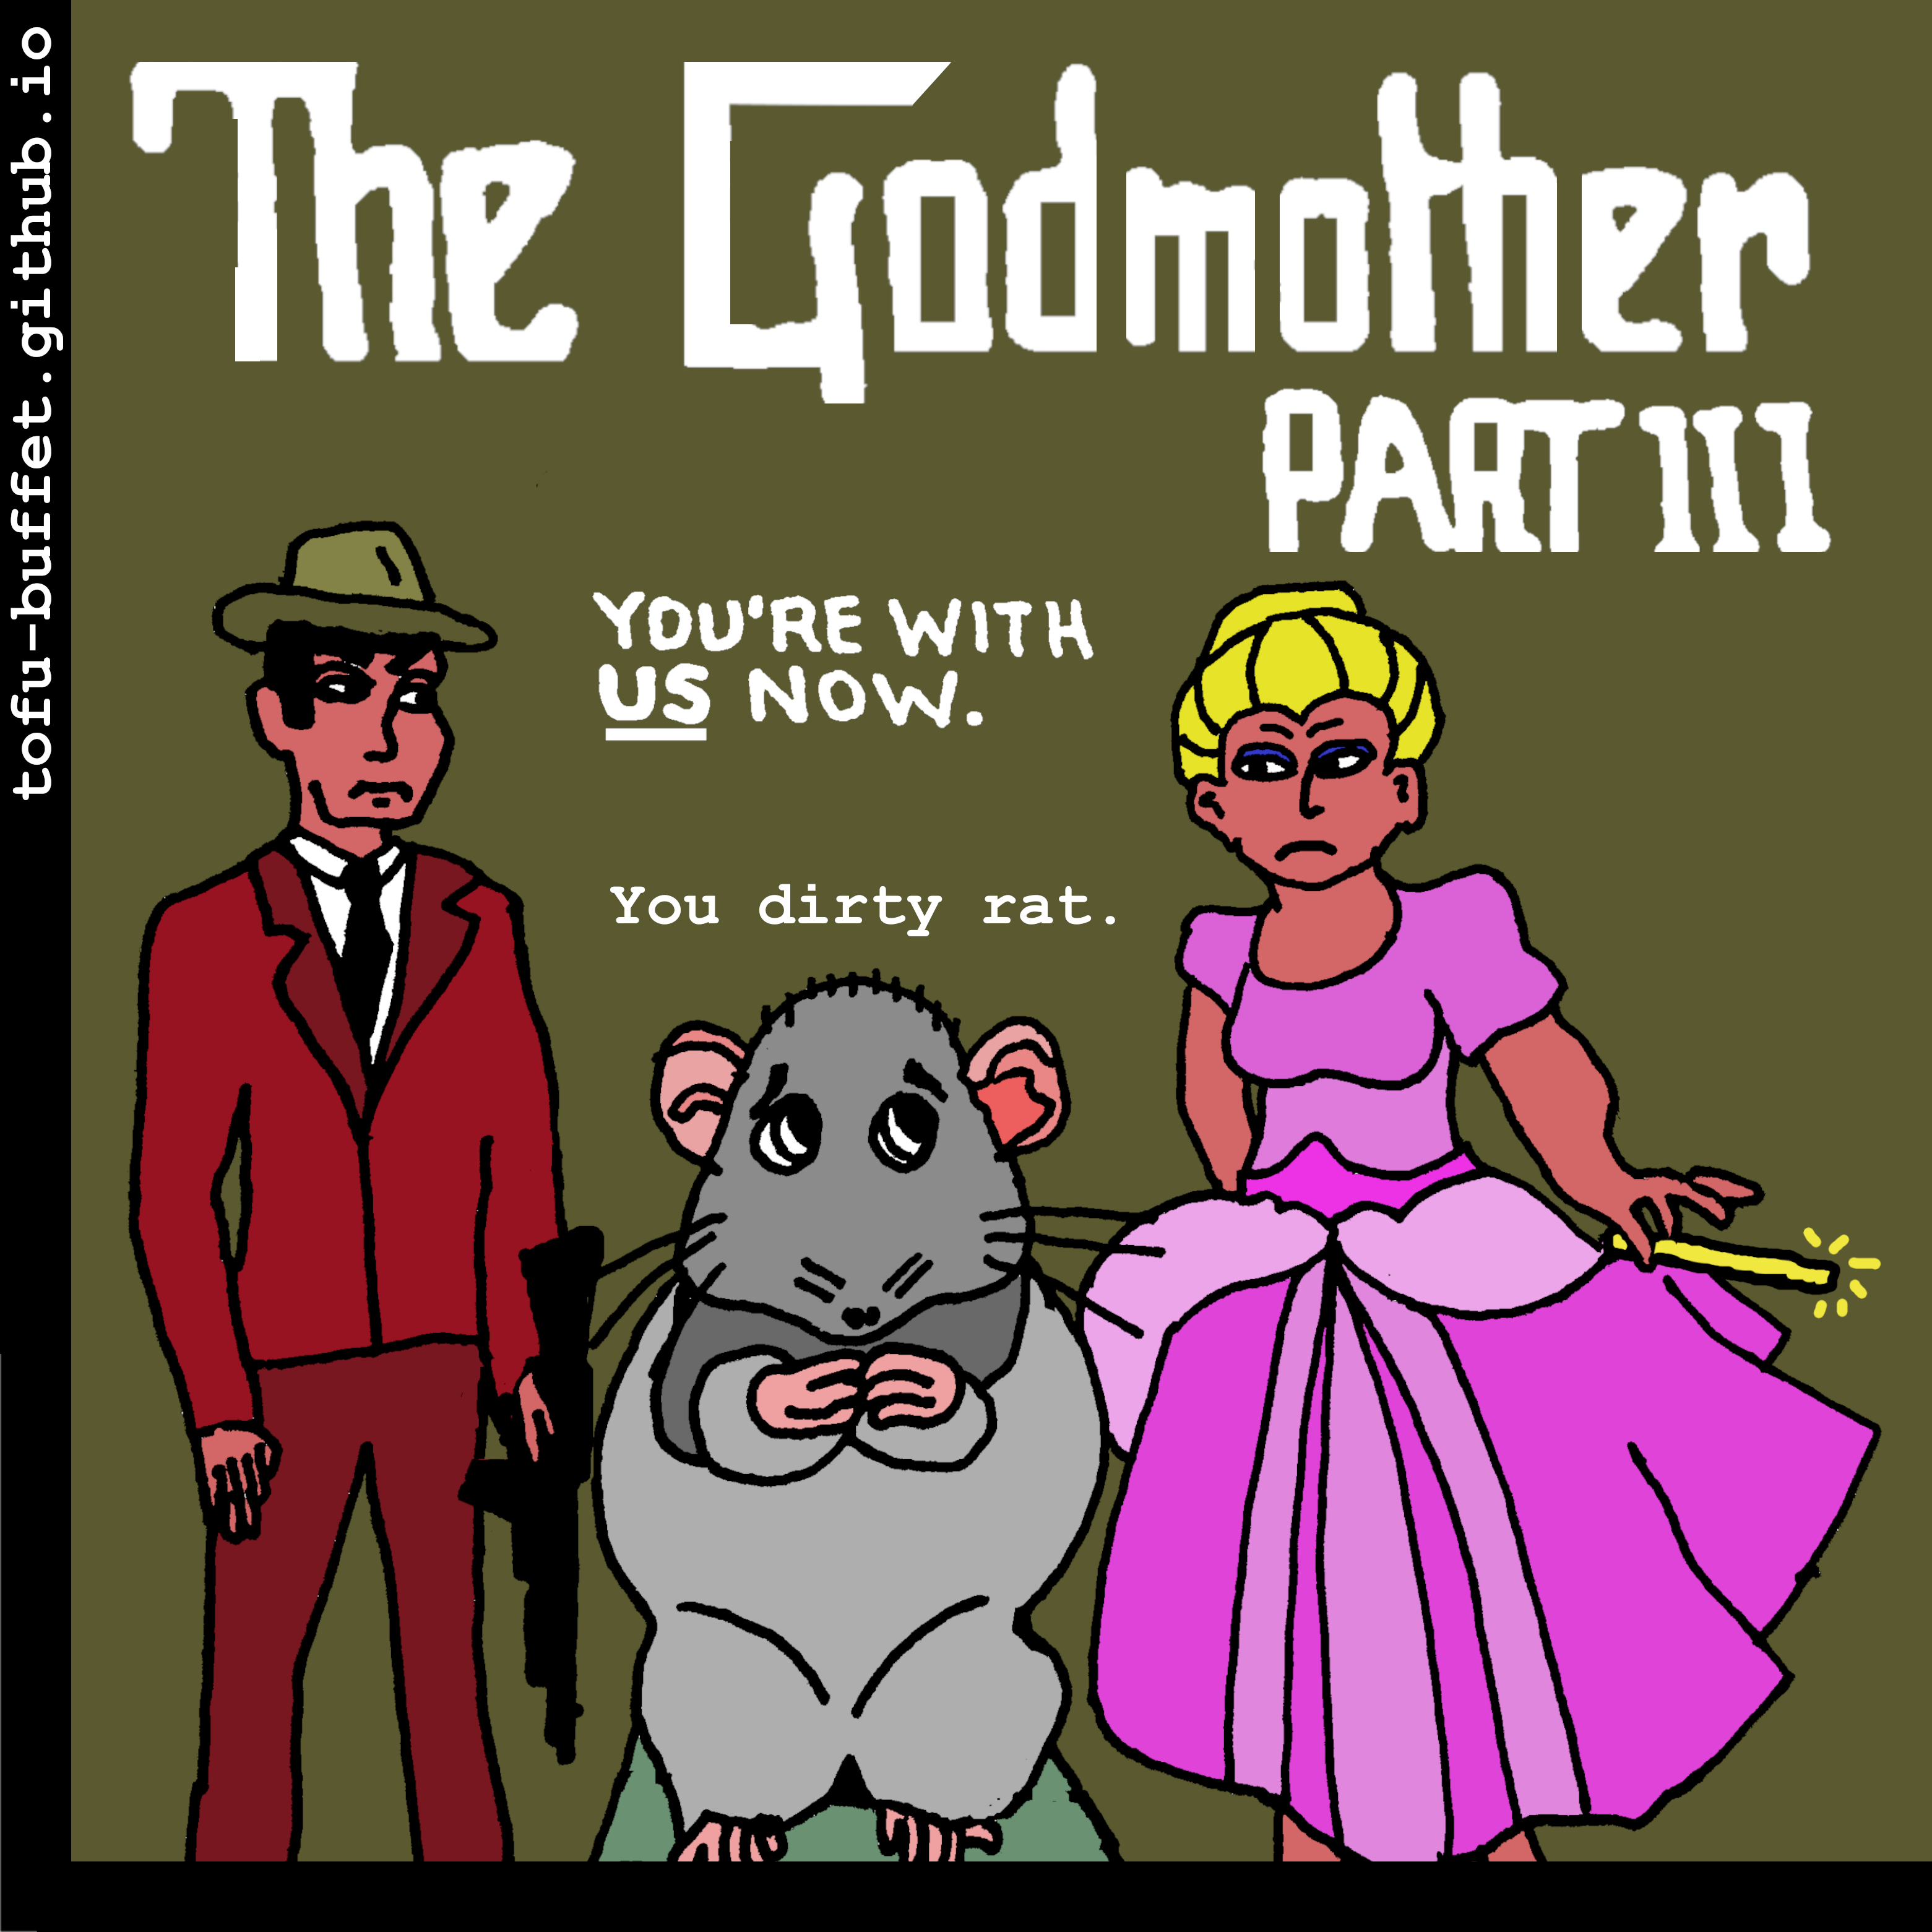 tofu-buffet.github.io
The Godmother
PART III
YOU'RE WITH
US NOW.
You dirty rat.